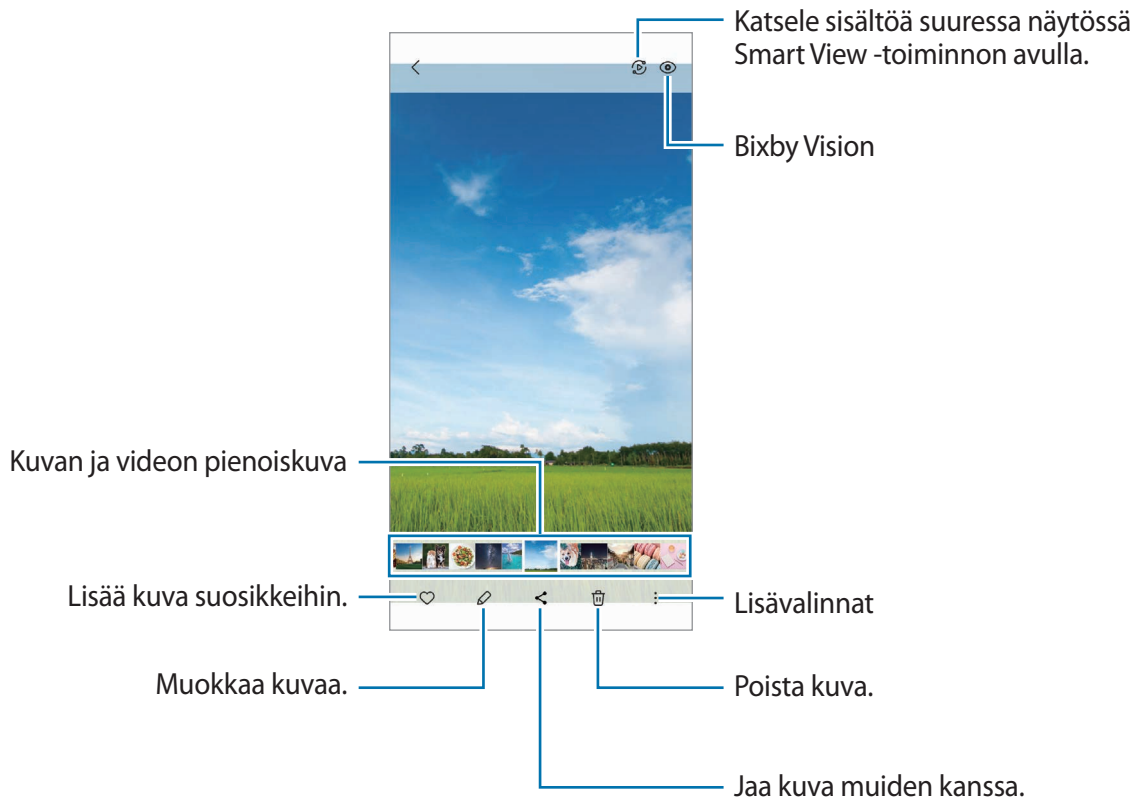 Katsele sisältöä suuressa näytössä
Smart View -toiminnon avulla.
Bixby Vision
Kuvan ja videon pienoiskuva
Lisää kuva suosikkeihin.
Lisävalinnat
Muokkaa kuvaa.
Poista kuva.
Jaa kuva muiden kanssa.